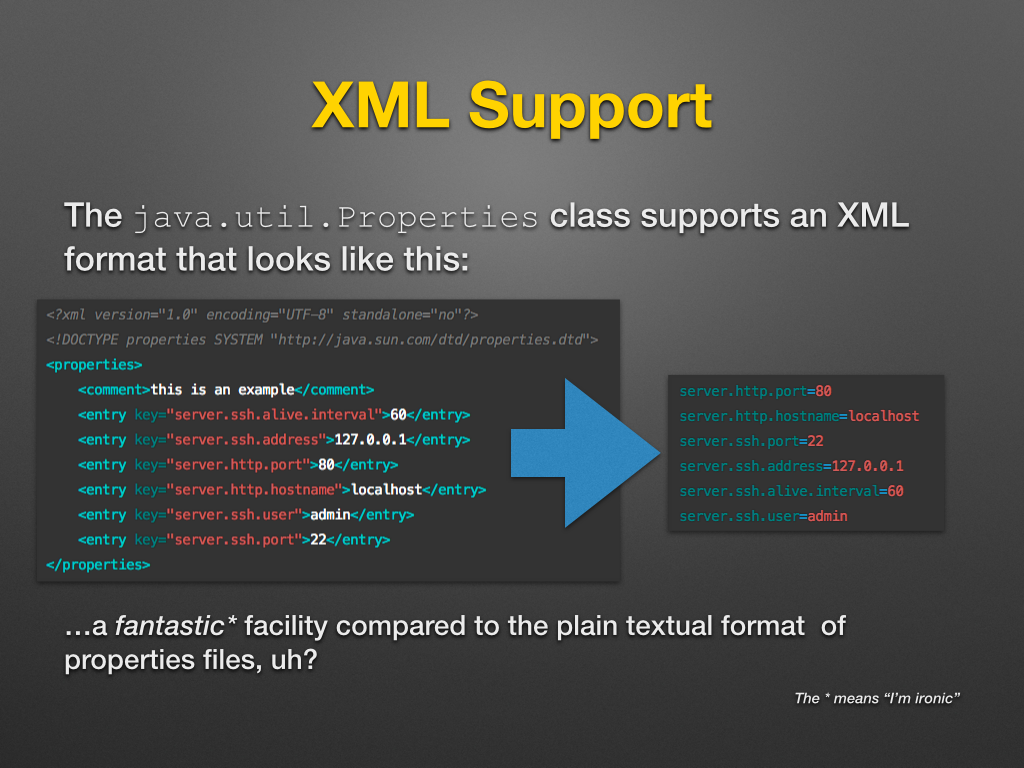 XML Support
The java.util.Properties class supports an XML
format that looks like this:
<?xml version="1.0" encoding="UTF-8" standalone="no"?>
<!DOCTYPE properties SYSTEM "http://java.sun.com/dtd/properties.dtd">
<properties>
    <comment>this is an example</comment>
    <entry key="server.ssh.alive.interval">60</entry>
    <entry key="server.ssh.address">127.0.0.1</entry>
    <entry key="server.http.port">80</entry>
    <entry key="server.http.hostname">localhost</entry>
    <entry key="server.ssh.user">admin</entry>
    <entry key="server.ssh.port">22</entry>
</properties>
server.http.port=80
server.http.hostname=localhost
server.ssh.port=22
server.ssh.address=127.0.0.1
server.ssh.alive.interval=60
server.ssh.user=admin
…a fantastic* facility compared to the plain textual format  of
properties files, uh?
The * means “I’m ironic”